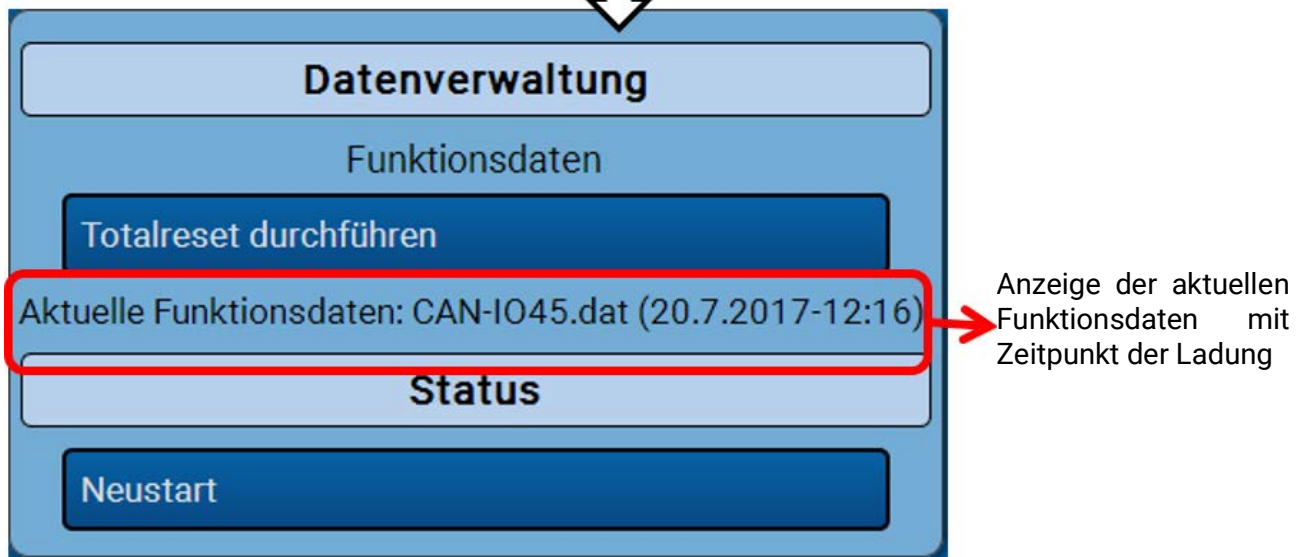 Datenverwaltung
Funktionsdaten
Totalreset durchführen
Aktuelle Funktionsdaten: CAN-IO45.dat (20.7.2017-12:16)
Anzeige der aktuellen
Funktionsdaten mit
Zeitpunkt der Ladung
Status
Neustart